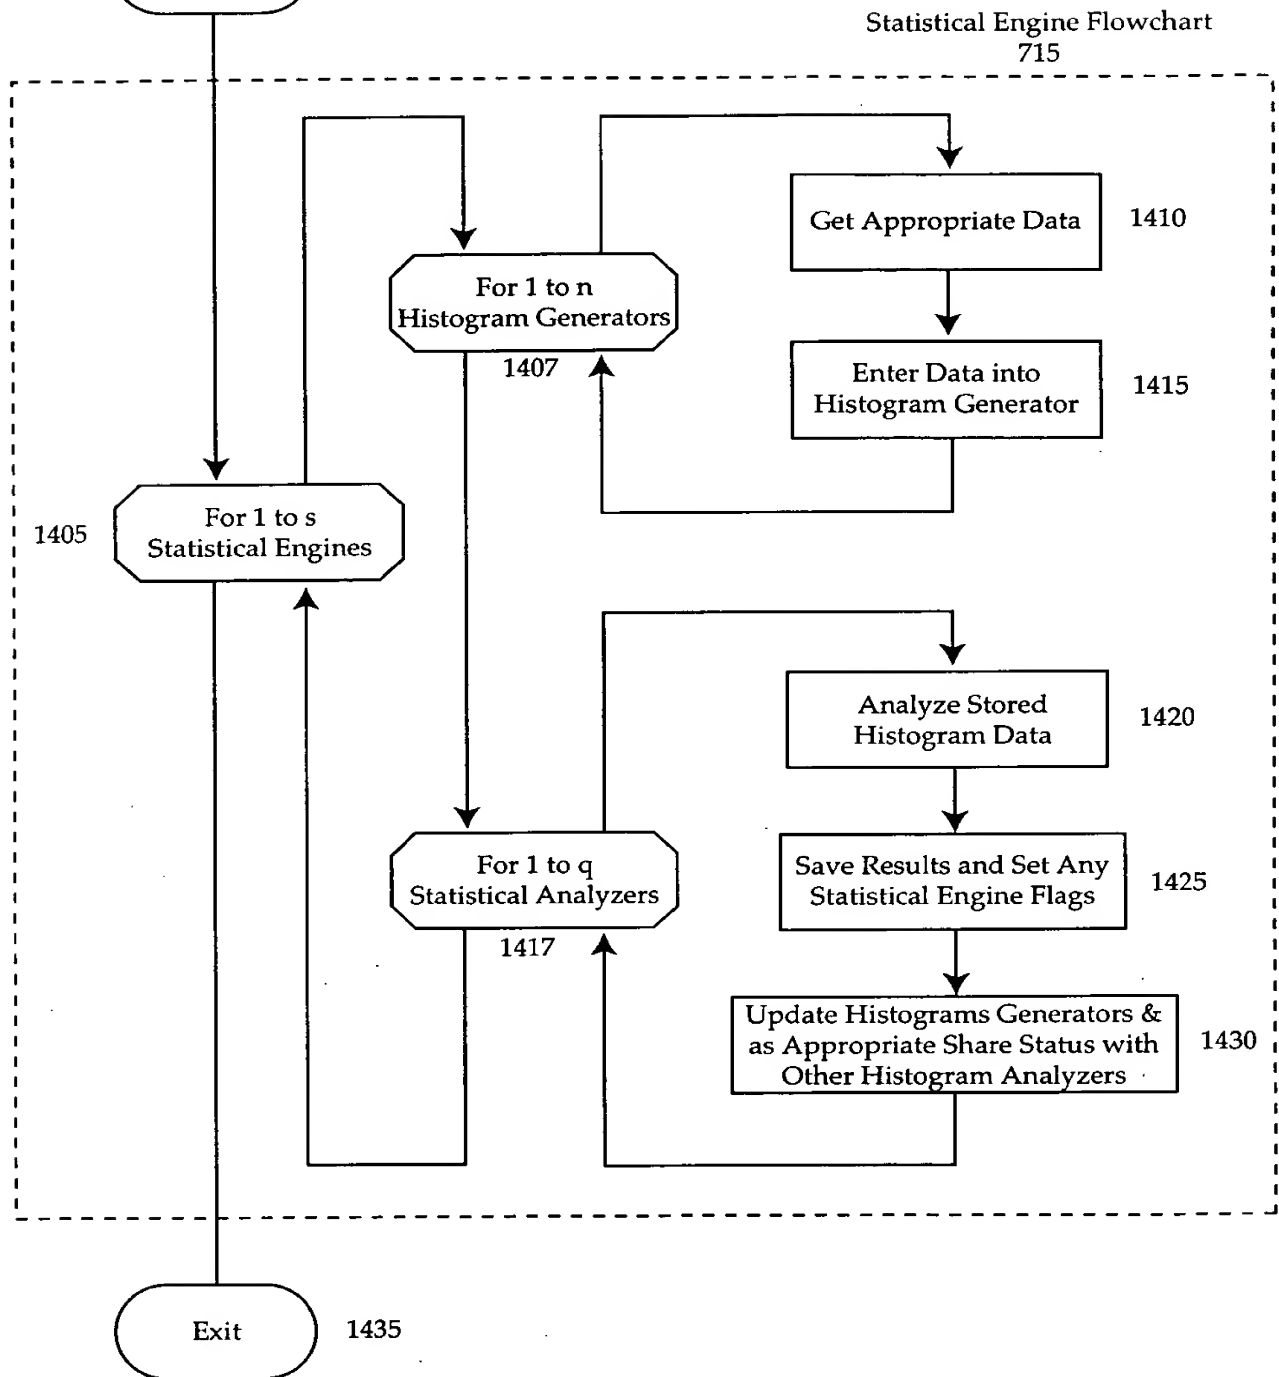 Statistical Engine Flowchart
715
Get Appropriate Data
1410
For 1 to n
Histogram Generators
1407
Enter Data into
Histogram Generator
1415
1405
For 1 to s
Statistical Engines
Analyze Stored
Histogram Data
1420
For 1 to q
Statistical Analyzers
1417
Save Results and Set Any
Statistical Engine Flags
1425
Update Histograms Generators &
as Appropriate Share Status with
Other Histogram Analyzers
1430
Exit
1435